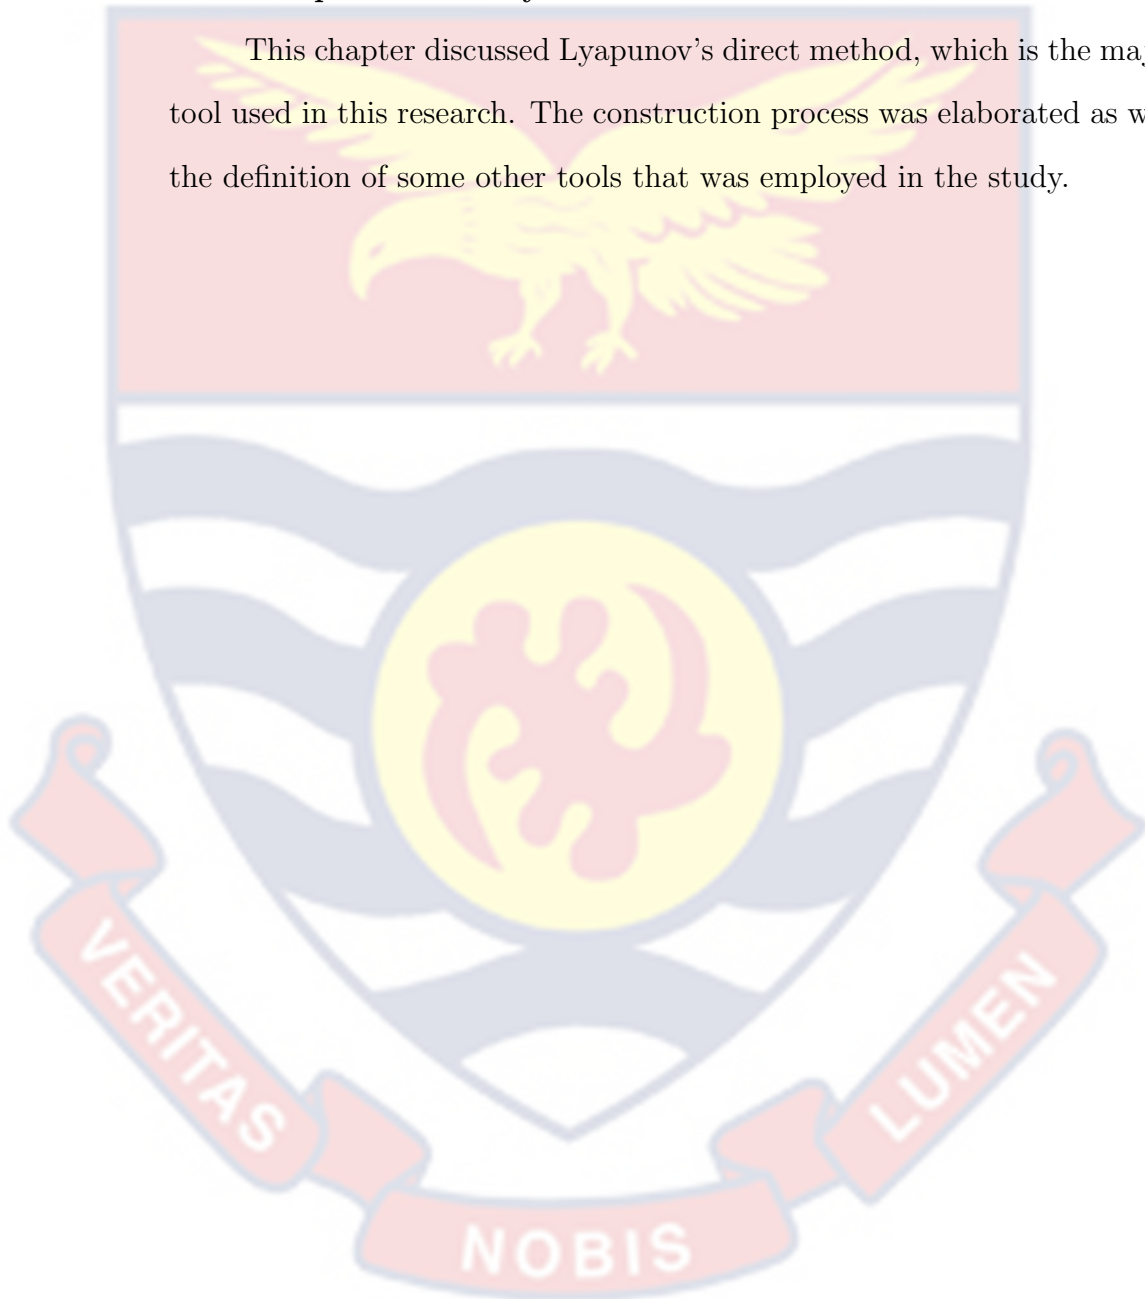 This chapter discussed Lyapunov's direct method, which is the
tool used in this research. The construction process was elaborated as
the definition of some other tools that was employed in the study.
VERITAS
NOBIS
LUMEN